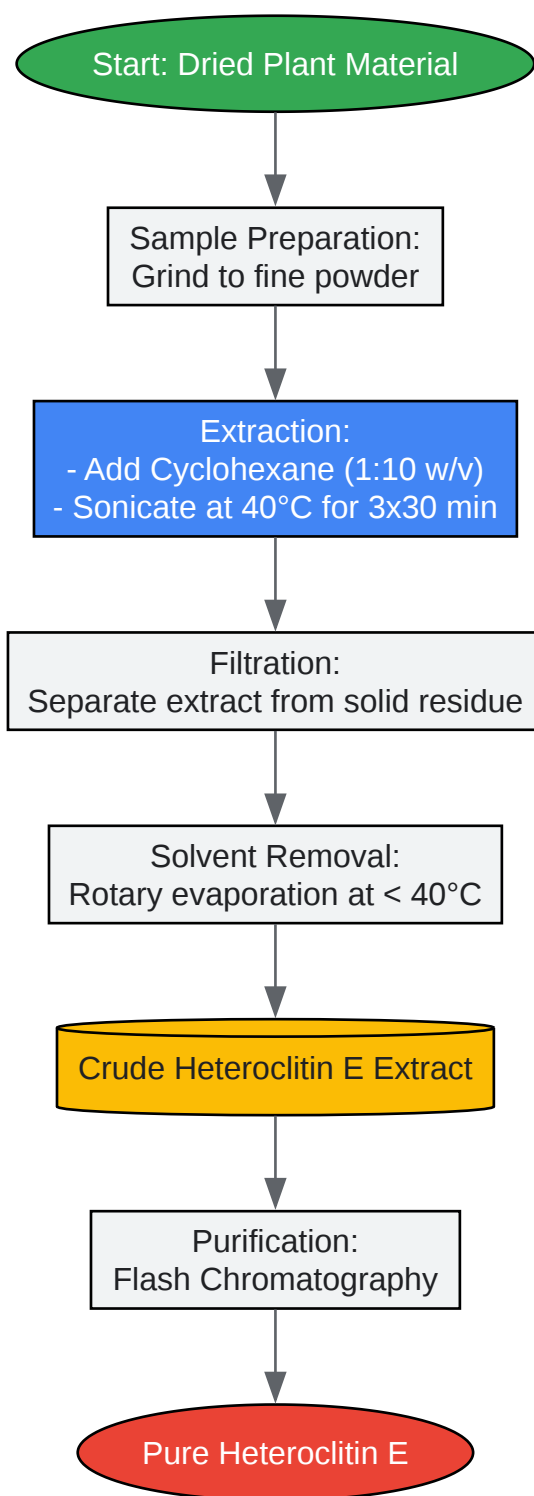 Start: Dried Plant Material
Sample Preparation:
Grind to fine powder
Extraction:
- Add Cyclohexane (1:10 w/v)
- Sonicate at 40°C for 3x30 min
Filtration:
Separate extract from solid residue
Solvent Removal:
Rotary evaporation at < 40°C
Crude Heteroclitin E Extract
Purification:
Flash Chromatography
Pure Heteroclitin E